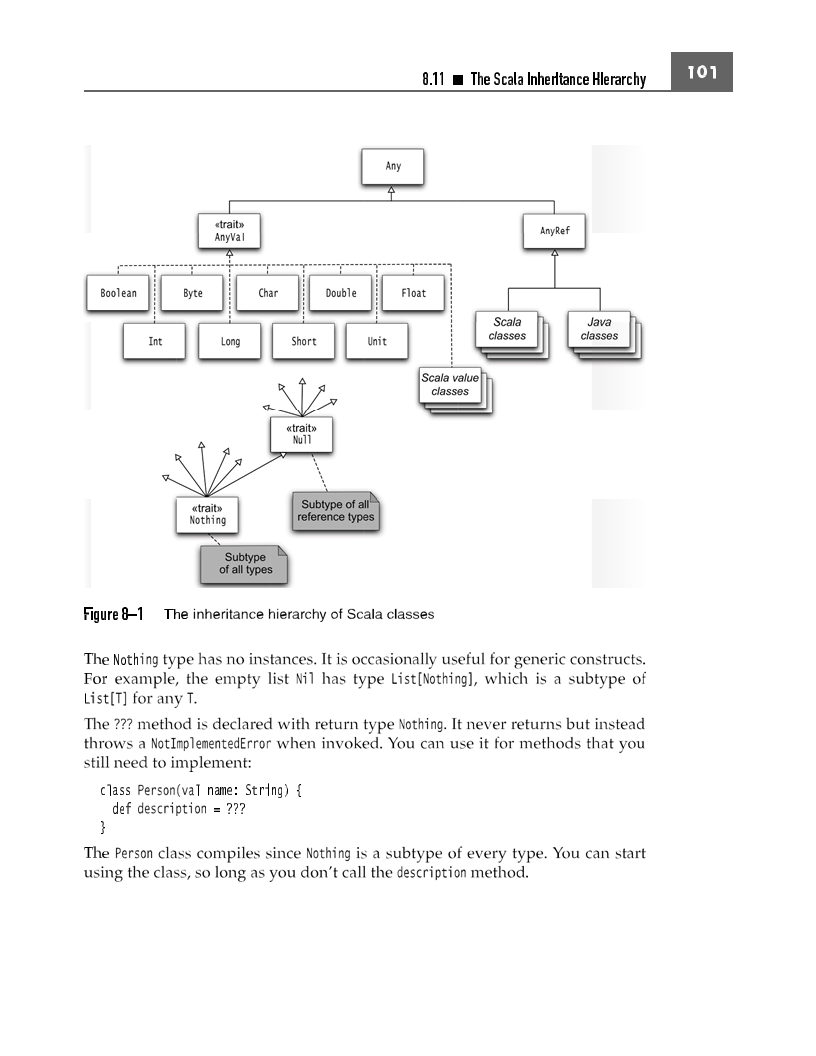 8.11 ■ The Scala Inheritance Hierarchy
101
Any
«trait»
AnyVal
AnyRef
Boolean
Byte
Char
Double
Float
Int
Long
Short
Unit
Scala
classes
Java
classes
Scala value
classes
«trait»
Null
«trait»
Nothing
Subtype of all
reference types
Subtype
of all types
Figure 8–1 The inheritance hierarchy of Scala classes
The Nothing type has no instances. It is occasionally useful for generic constructs.
For example, the empty list Nil has type List[Nothing], which is a subtype of
List[T] for any T.
The ??? method is declared with return type Nothing. It never returns but instead
throws a NotImplementedError when invoked. You can use it for methods that you
still need to implement:
class Person(val name: String) {
def description = ???
}
The Person class compiles since Nothing is a subtype of every type. You can start
using the class, so long as you don't call the description method.